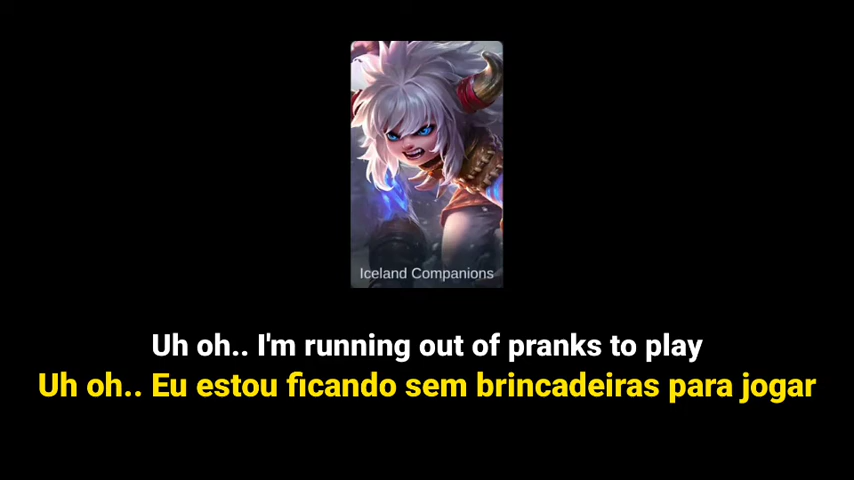 Iceland Companions
Uh oh.. I'm running out of pranks to play
Uh oh.. Eu estou ficando sem brincadeiras para jogar